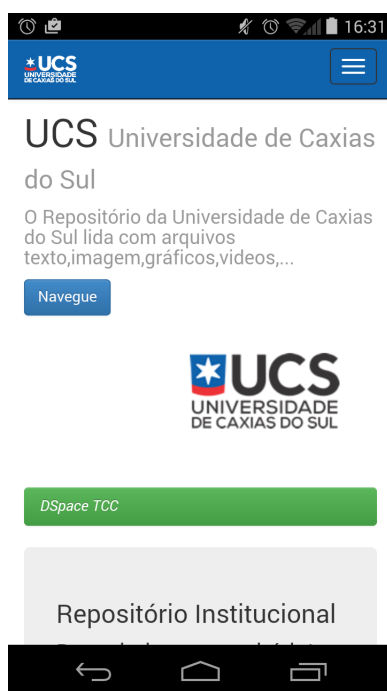 16:31
UCS
UNIVERSIDADE
DE CAXIAS DO SUL
UCS Universidade de Caxias
do Sul
O Repositório da Universidade de Caxias
do Sul lida com arquivos
texto,imagem,gráficos,videos,...
Navegue
UCS
UNIVERSIDADE
DE CAXIAS DO SUL
DSpace TCC
Repositório Institucional